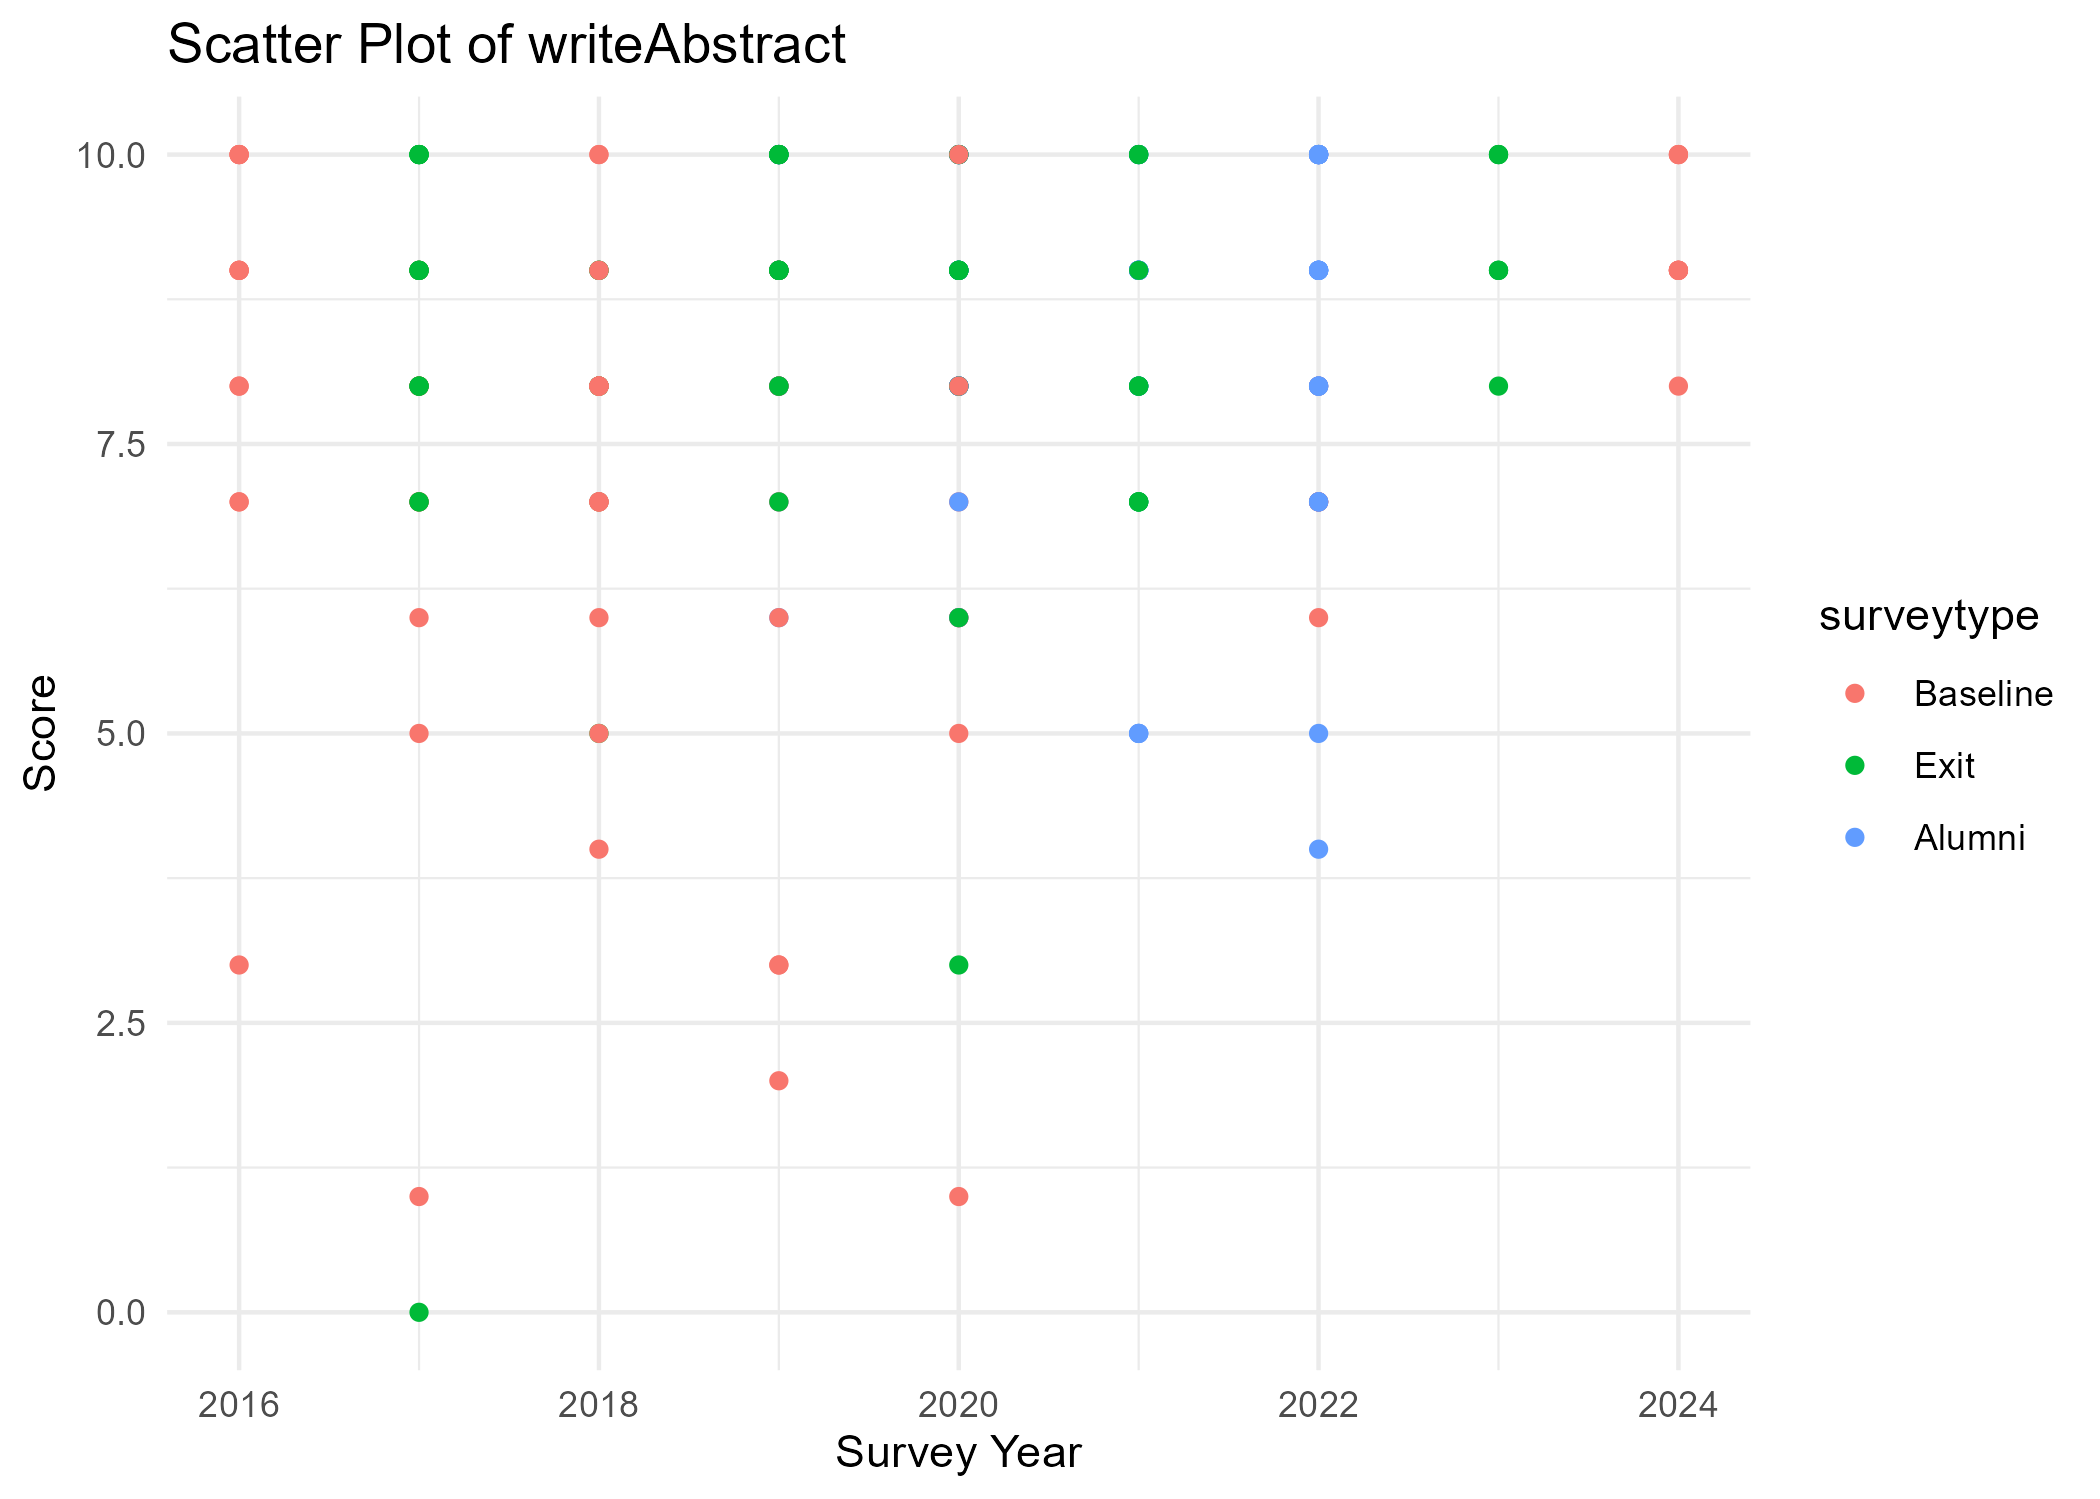 Scatter Plot of writeAbstract
10.0
7.5
5.0
2.5
0.0
Score
2016 2018 2020 2022 2024
Survey Year
surveytype
Baseline
Exit
Alumni